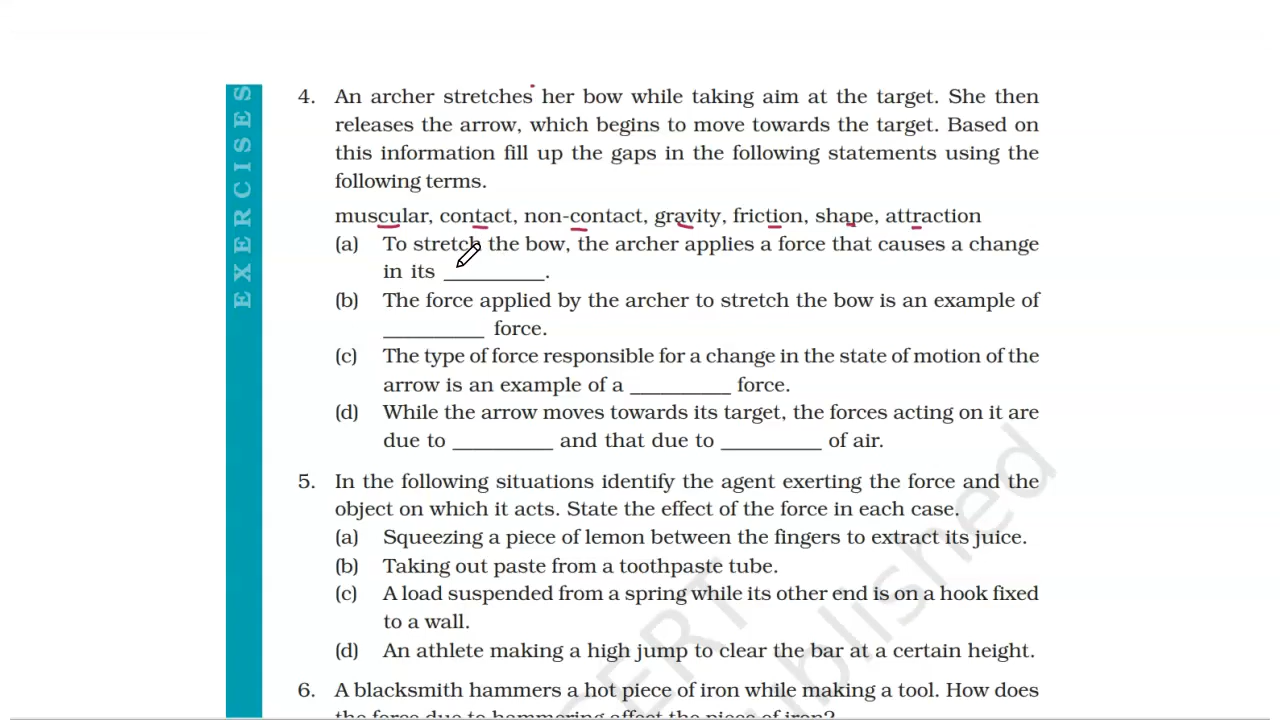 EXERCISES
4. An archer stretches her bow while taking aim at the target. She then
releases the arrow, which begins to move towards the target. Based on
this information fill up the gaps in the following statements using the
following terms.
muscular, contact, non-contact, gravity, friction, shape, attraction
(a) To stretch the bow, the archer applies a force that causes a change
in its __________.
(b) The force applied by the archer to stretch the bow is an example of
__________ force.
(c) The type of force responsible for a change in the state of motion of the
arrow is an example of a __________ force.
(d) While the arrow moves towards its target, the forces acting on it are
due to __________ and that due to __________ of air.
5. In the following situations identify the agent exerting the force and the
object on which it acts. State the effect of the force in each case.
(a) Squeezing a piece of lemon between the fingers to extract its juice.
(b) Taking out paste from a toothpaste tube.
(c) A load suspended from a spring while its other end is on a hook fixed
to a wall.
(d) An athlete making a high jump to clear the bar at a certain height.
6. A blacksmith hammers a hot piece of iron while making a tool. How does
the force due to hammering affect the piece of iron?